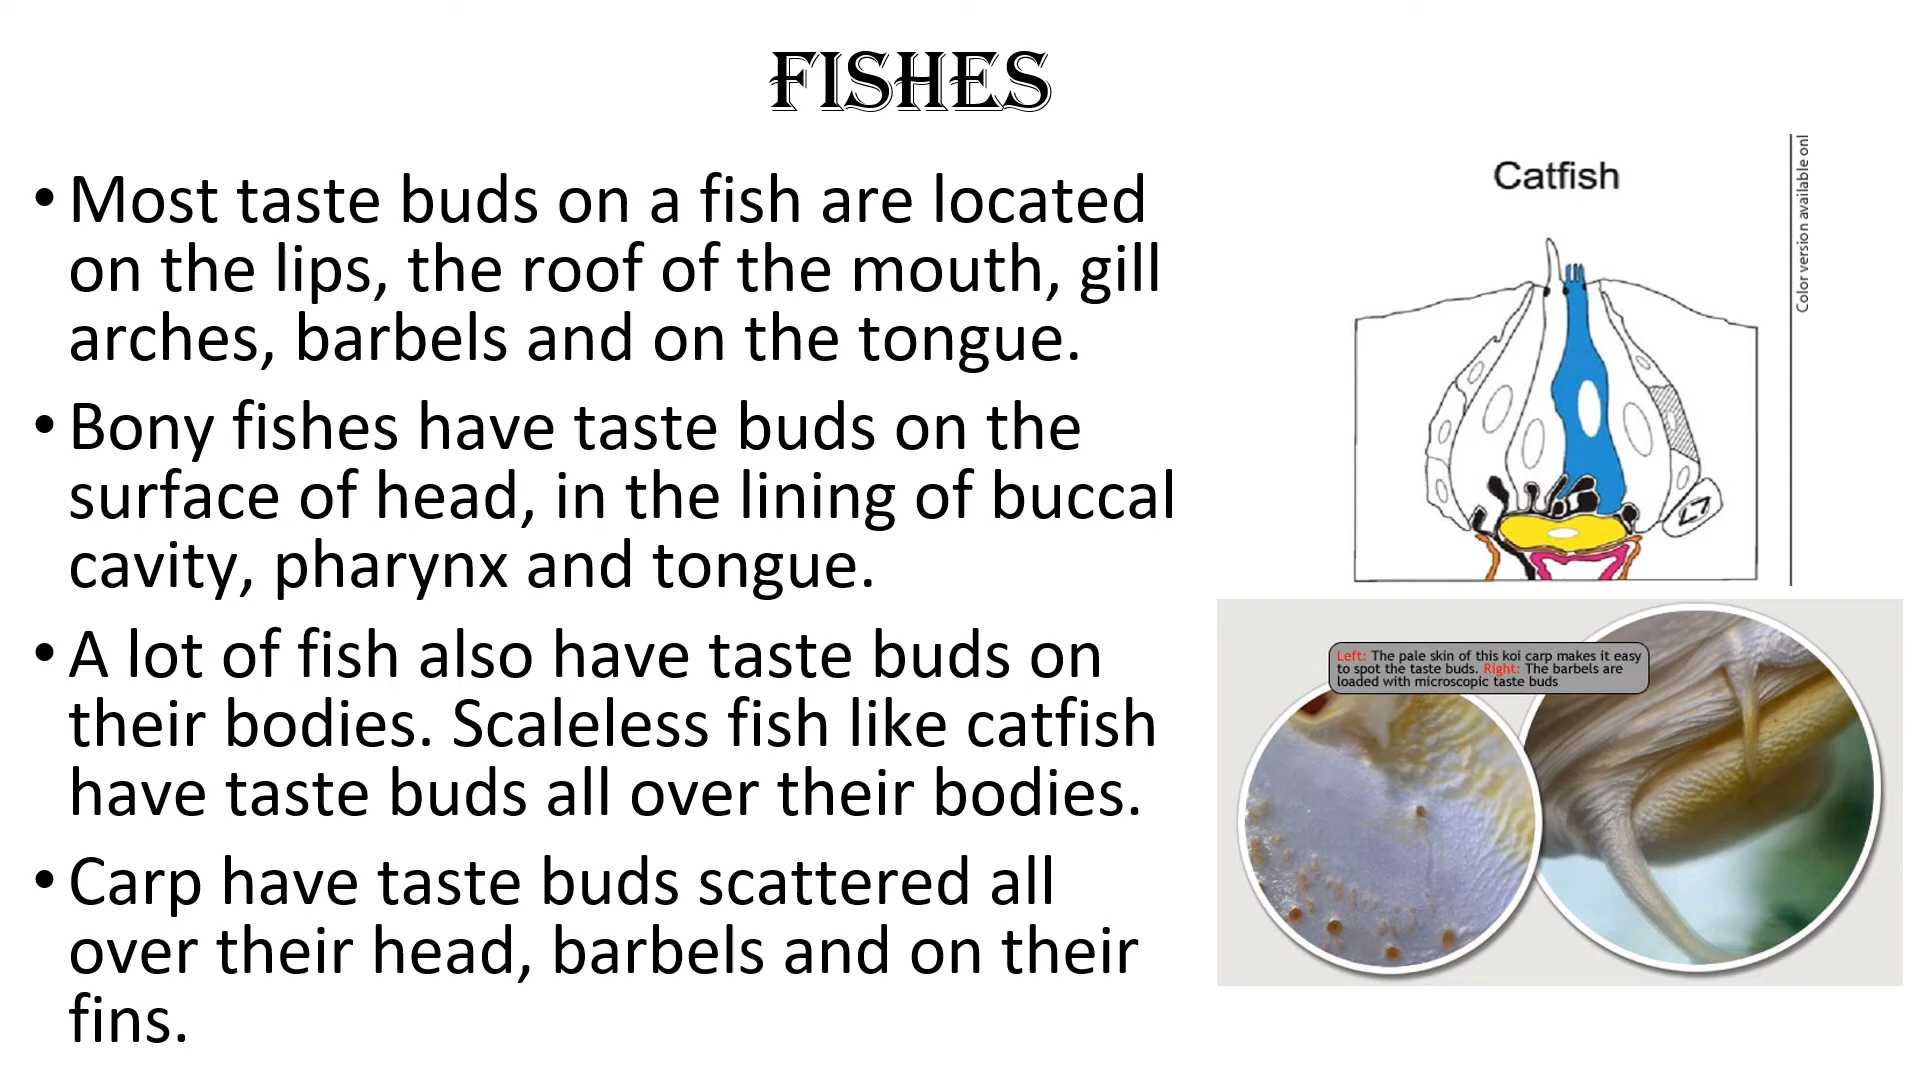 FISHES
• Most taste buds on a fish are located
on the lips, the roof of the mouth, gill
arches, barbels and on the tongue.
• Bony fishes have taste buds on the
surface of head, in the lining of buccal
cavity, pharynx and tongue.
• A lot of fish also have taste buds on
their bodies. Scaleless fish like catfish
have taste buds all over their bodies.
• Carp have taste buds scattered all
over their head, barbels and on their
fins.
Catfish
Color version available onl
Left: The pale skin of this koi carp makes it easy
to spot the taste buds. Right: The barbels are
loaded with microscopic taste buds